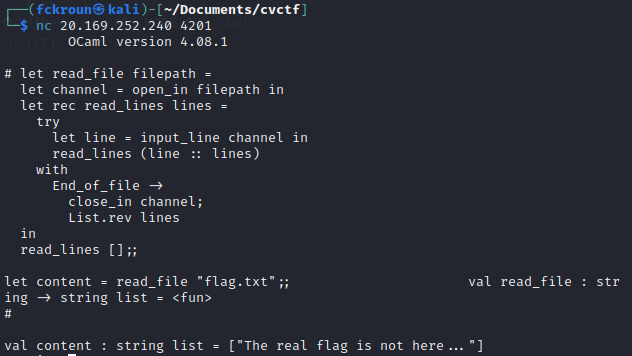 ┌──(fckroun㉿kali)-[~/Documents/cvctf]
└─$ nc 20.169.252.240 4201
        OCaml version 4.08.1

# let read_file filepath =
  let channel = open_in filepath in
  let rec read_lines lines =
    try
      let line = input_line channel in
      read_lines (line :: lines)
    with
      End_of_file ->
        close_in channel;
        List.rev lines
  in
  read_lines [];;

let content = read_file "flag.txt";;                      val read_file : str
ing -> string list = <fun>
#

val content : string list = ["The real flag is not here..."]